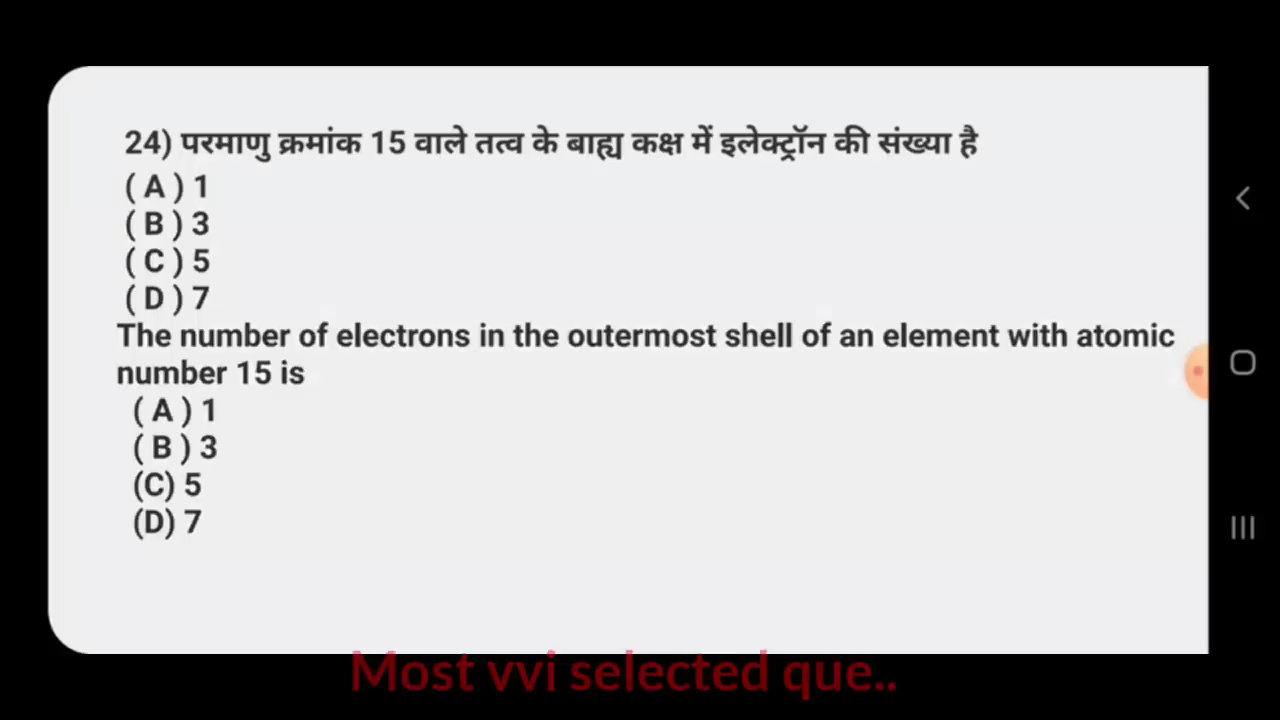 24) परमाणु क्रमांक 15 वाले तत्व के बाह्य कक्ष में इलेक्ट्रॉन की संख्या है
( A ) 1
( B ) 3
( C ) 5
( D ) 7
The number of electrons in the outermost shell of an element with atomic
number 15 is
( A ) 1
( B ) 3
(C) 5
(D) 7
Most vvi selected que..